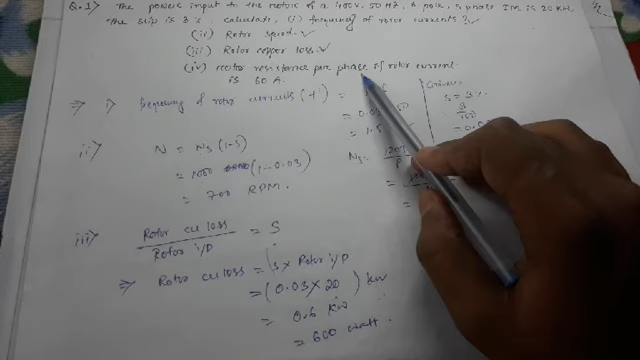 Q.1) The power input to the rotor of a 400V, 50 Hz, 6 pole, 3 phase IM is 20 KW.
The slip is 3%. calculate, (i) frequency of rotor currents? ✓
(ii) Rotor speed. ✓
(iii) Rotor copper loss. ✓
(iv) rotor resistance per phase if rotor current
is 60 A.
⇒ i) frequency of rotor currents (f') =
= 1.5
Given:
S = 3%
ii) N = Ns (1-S)
= 1000 (1-0.03)
= 700 RPM.
Ns = 120f
P
iii) Rotor cu loss / Rotor i/p = S
⇒ Rotor cu loss = S x Rotor i/p
= (0.03 x 20) kw
= 0.6 kw
= 600 watt.